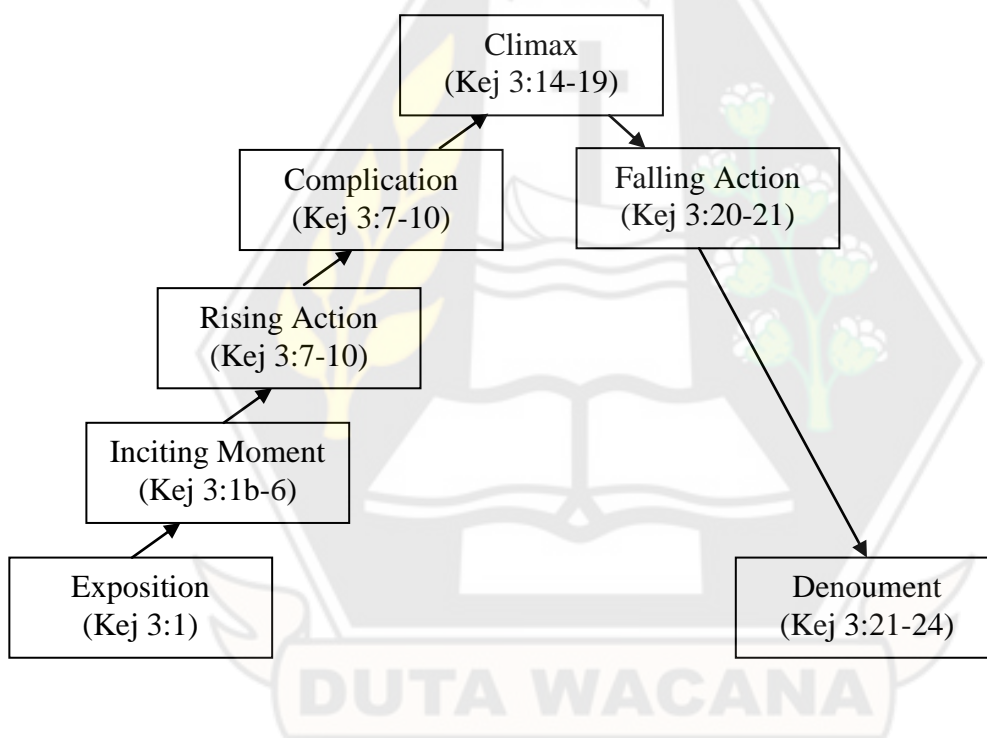 Climax
(Kej 3:14-19)
Complication
(Kej 3:7-10)
Falling Action
(Kej 3:20-21)
Rising Action
(Kej 3:7-10)
Inciting Moment
(Kej 3:1b-6)
Exposition
(Kej 3:1)
Denoument
(Kej 3:21-24)
DUTA WACANA